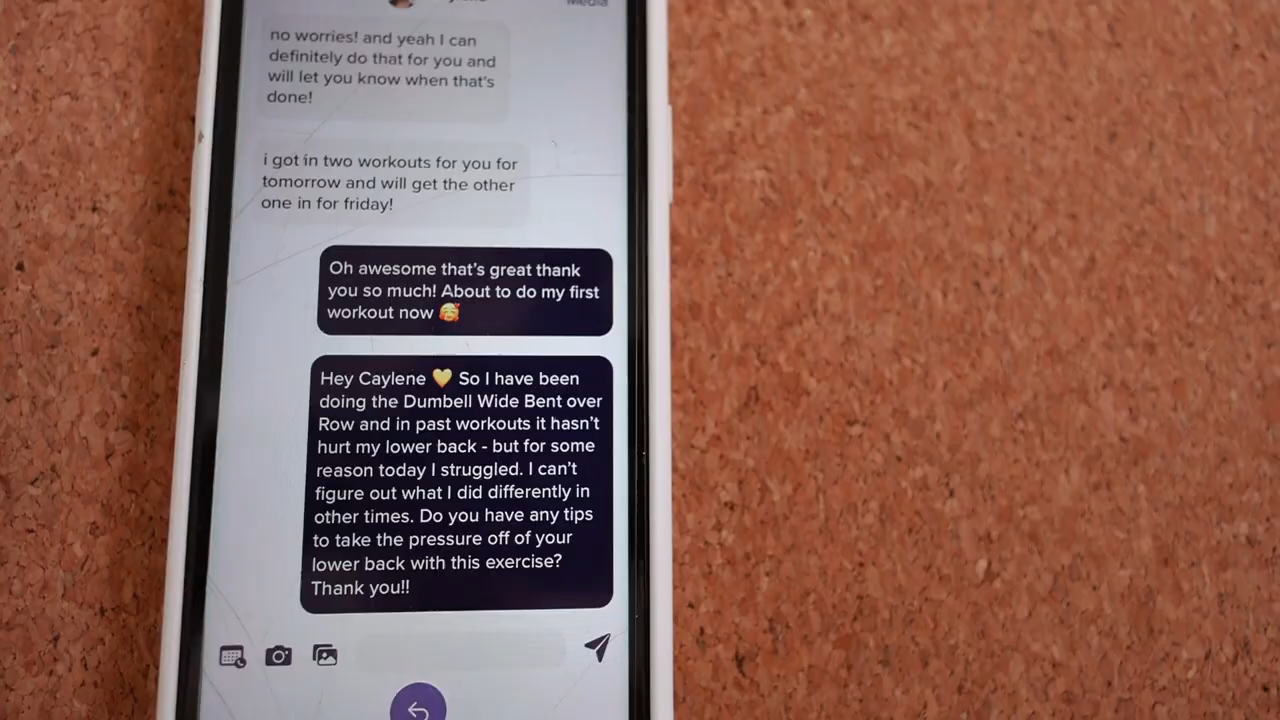 Media
no worries! and yeah I can
definitely do that for you and
will let you know when that's
done!
i got in two workouts for you for
tomorrow and will get the other
one in for friday!
Oh awesome that's great thank
you so much! About to do my first
workout now 🥰
Hey Caylene 💛 So I have been
doing the Dumbell Wide Bent over
Row and in past workouts it hasn't
hurt my lower back - but for some
reason today I struggled. I can't
figure out what I did differently in
other times. Do you have any tips
to take the pressure off of your
lower back with this exercise?
Thank you!!